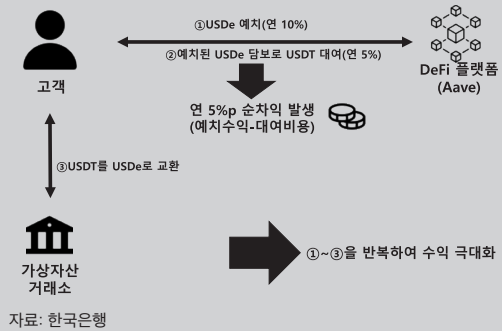 ①USDe 예치(연 10%)
②예치된 USDe 담보로 USDT 대여(연 5%)
고객
DeFi 플랫폼
(Aave)
연 5%p 순차익 발생
(예치수익-대여비용)
③USDT를 USDe로 교환
가상자산
거래소
①~③을 반복하여 수익 극대화
자료: 한국은행